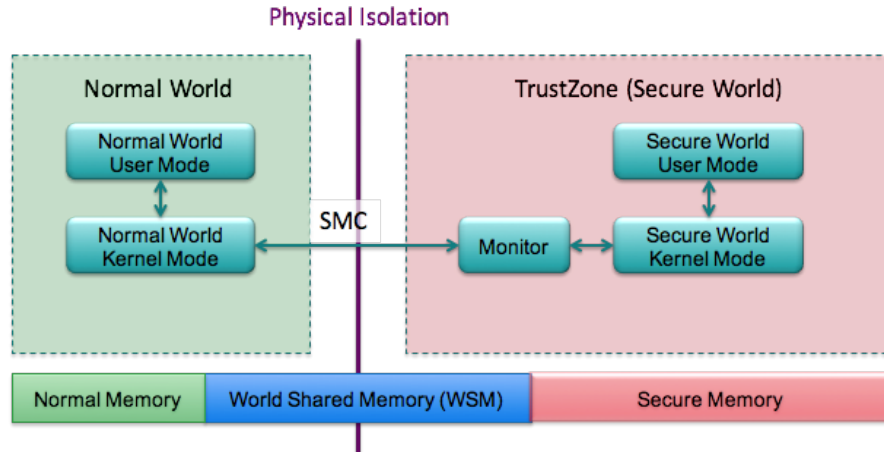 Physical Isolation
Normal World
TrustZone (Secure World)
Normal World
User Mode
Secure World
User Mode
SMC
Normal World
Kernel Mode
Monitor
Secure World
Kernel Mode
Normal Memory
World Shared Memory (WSM)
Secure Memory